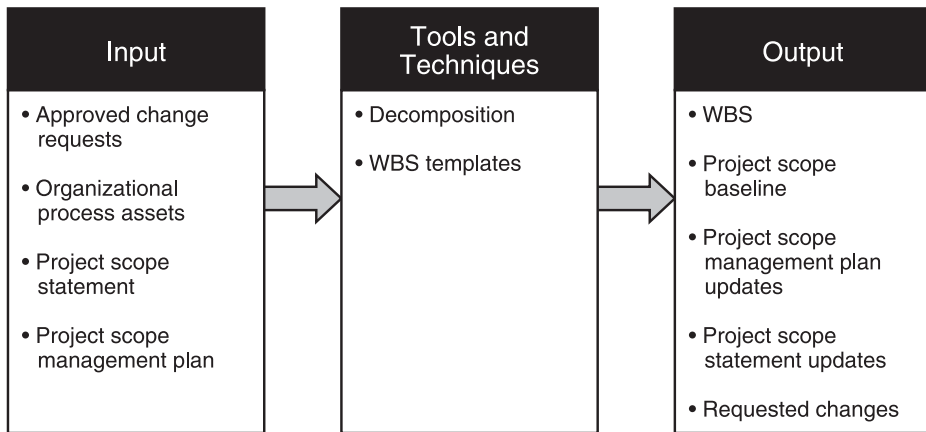 Input
• Approved change
requests
• Organizational
process assets
• Project scope
statement
• Project scope
management plan
Tools and
Techniques
• Decomposition
• WBS templates
Output
• WBS
• Project scope
baseline
• Project scope
management plan
updates
• Project scope
statement updates
• Requested changes